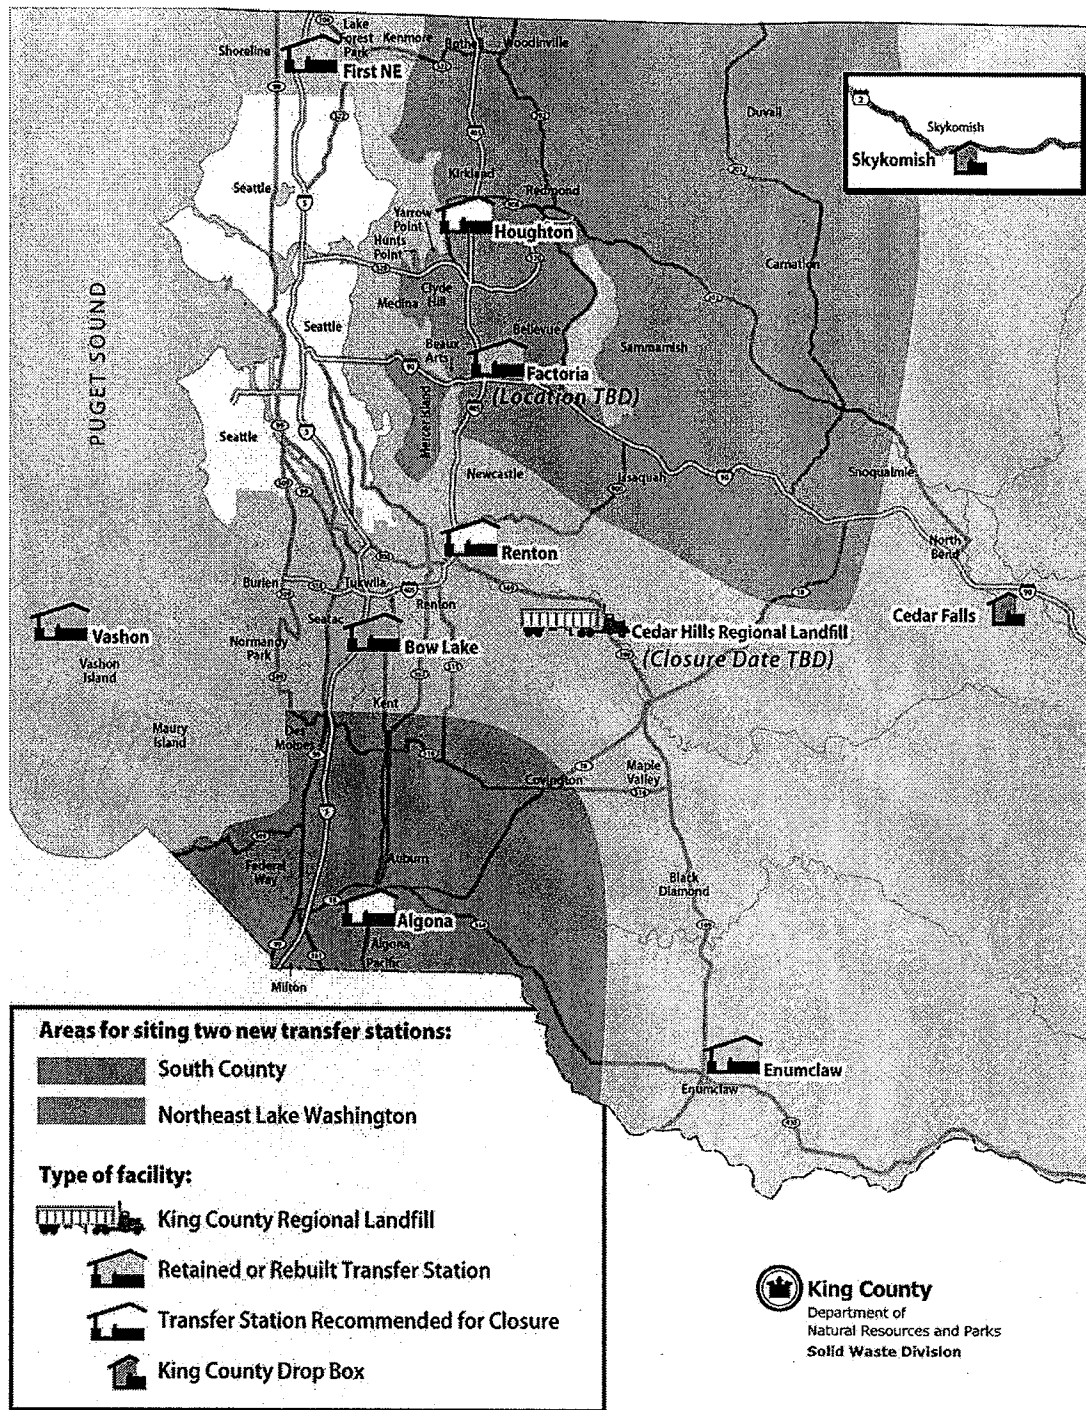 Shoreline
Lake
Forest
Park
Kenmore
Bothell
Woodinville
First NE
Duvall
Skykomish
Skykomish
2
Kirkland
Redmond
Seattle
Yarrow
Point
Houghton
Hunts
Point
Carnation
Clyde
Hill
Medina
PUGET SOUND
Seattle
Bellevue
Beaux
Arts
Sammamish
Factoria
(Location TBD)
Mercer Island
Seattle
Newcastle
Issaquah
Snoqualmie
Renton
North
Bend
Burien
Tukwila
Renton
Cedar Falls
Vashon
Vashon
Island
Seatac
Normandy
Park
Bow Lake
Cedar Hills Regional Landfill
(Closure Date TBD)
Kent
Maury
Island
Des
Moines
Covington
Maple
Valley
Federal
Way
Auburn
Black
Diamond
Algona
Algona
Pacific
Milton
Enumclaw
Enumclaw
Areas for siting two new transfer stations:
South County
Northeast Lake Washington
Type of facility:
King County Regional Landfill
Retained or Rebuilt Transfer Station
Transfer Station Recommended for Closure
King County Drop Box
King County
Department of
Natural Resources and Parks
Solid Waste Division